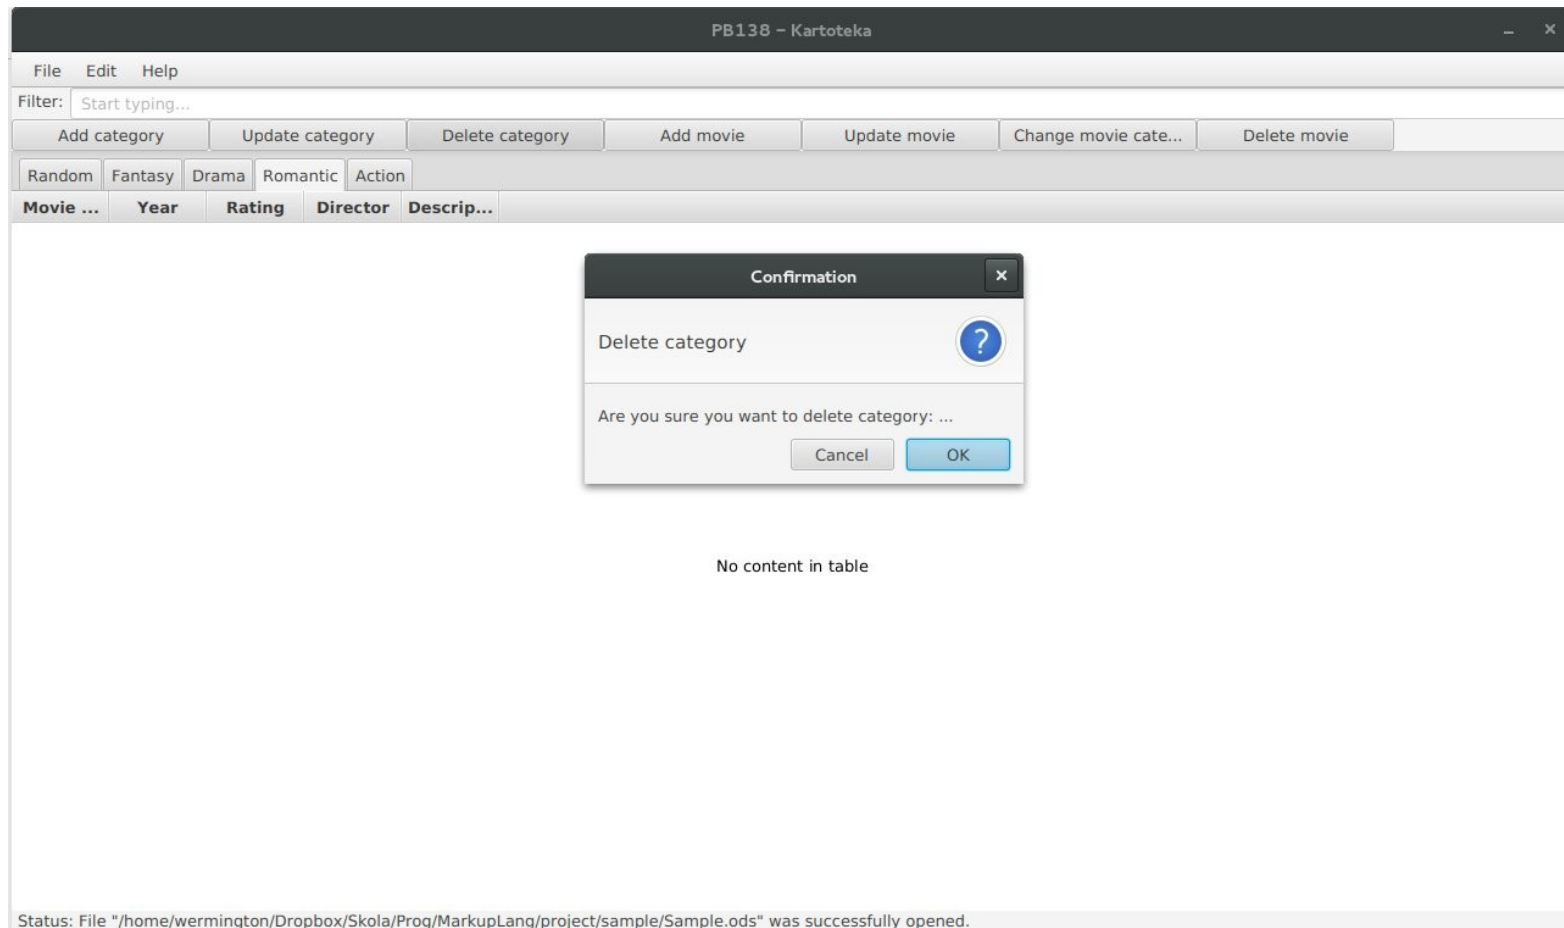 PB138 – Kartoteka
File Edit Help
Filter: Start typing...
Add category Update category Delete category Add movie Update movie Change movie cate... Delete movie
Random Fantasy Drama Romantic Action
Movie ... Year Rating Director Descrip...
Confirmation
Delete category
?
Are you sure you want to delete category: ...
Cancel OK
No content in table
Status: File "/home/wermington/Dropbox/Skola/Prog/MarkupLang/project/sample/Sample.ods" was successfully opened.